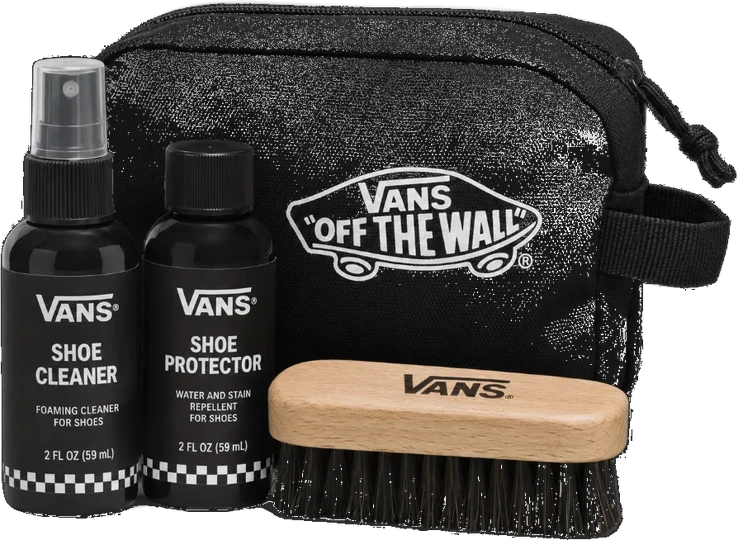 VANS
"OFF THE WALL"
®
VANS®
SHOE
CLEANER
FOAMING CLEANER
FOR SHOES
2 FL OZ (59 mL)
VANS®
SHOE
PROTECTOR
WATER AND STAIN
REPELLENT
FOR SHOES
2 FL OZ (59 mL)
VANS®